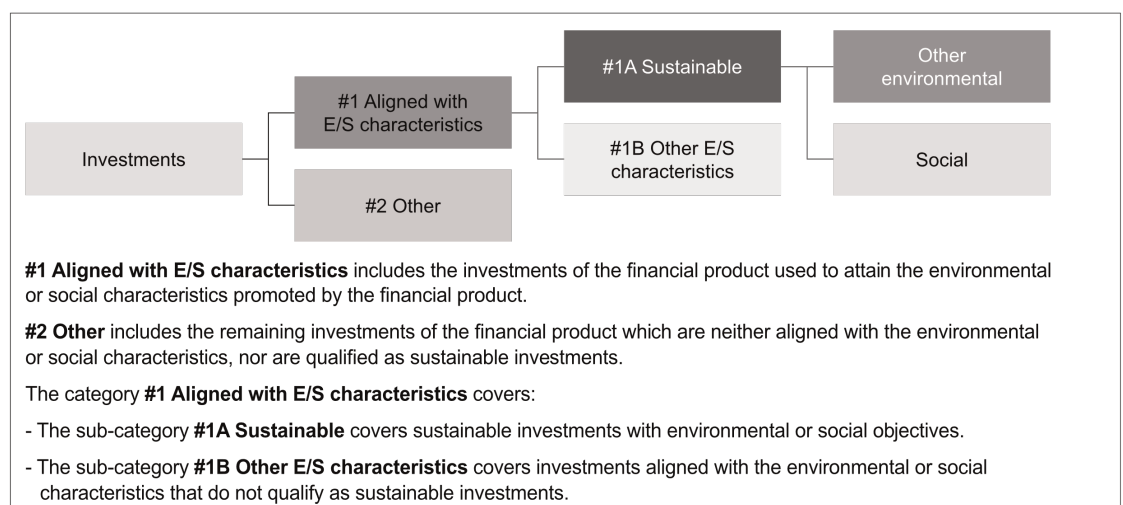 Investments
#1 Aligned with
E/S characteristics
#2 Other
#1A Sustainable
#1B Other E/S
characteristics
Other
environmental
Social
#1 Aligned with E/S characteristics includes the investments of the financial product used to attain the environmental
or social characteristics promoted by the financial product.
#2 Other includes the remaining investments of the financial product which are neither aligned with the environmental
or social characteristics, nor are qualified as sustainable investments.
The category #1 Aligned with E/S characteristics covers:
- The sub-category #1A Sustainable covers sustainable investments with environmental or social objectives.
- The sub-category #1B Other E/S characteristics covers investments aligned with the environmental or social
characteristics that do not qualify as sustainable investments.